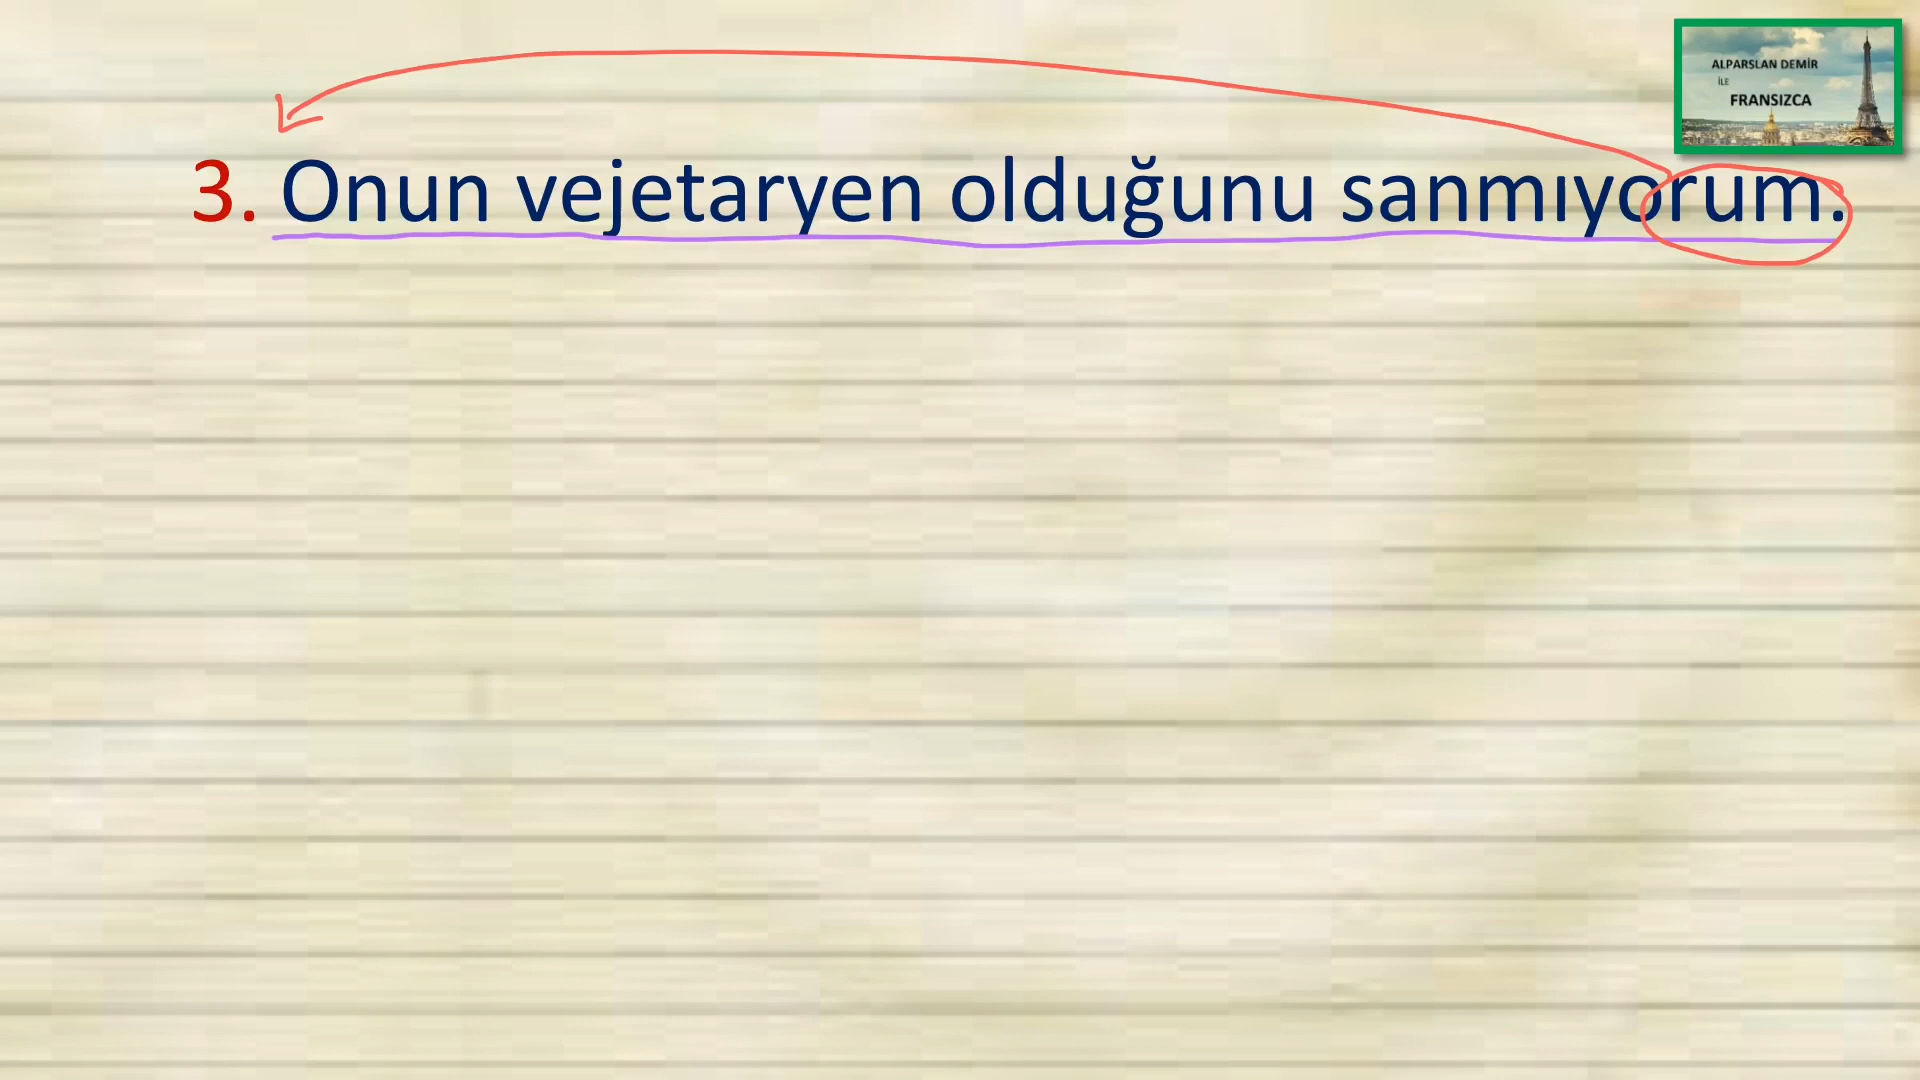 ALPARSLAN DEMİR
İLE
FRANSIZCA
3. Onun vejetaryen olduğunu sanmıyorum.